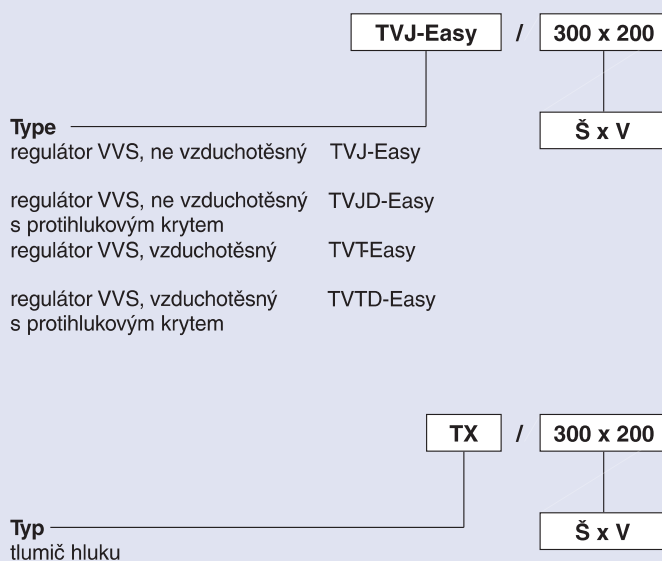 TVJ-Easy / 300 x 200
Š x V
Type
regulátor VVS, ne vzduchotěsný TVJ-Easy
regulátor VVS, ne vzduchotěsný TVJD-Easy
s protihlukovým krytem
regulátor VVS, vzduchotěsný TVT-Easy
regulátor VVS, vzduchotěsný TVTD-Easy
s protihlukovým krytem
TX / 300 x 200
Š x V
Typ
tlumič hluku